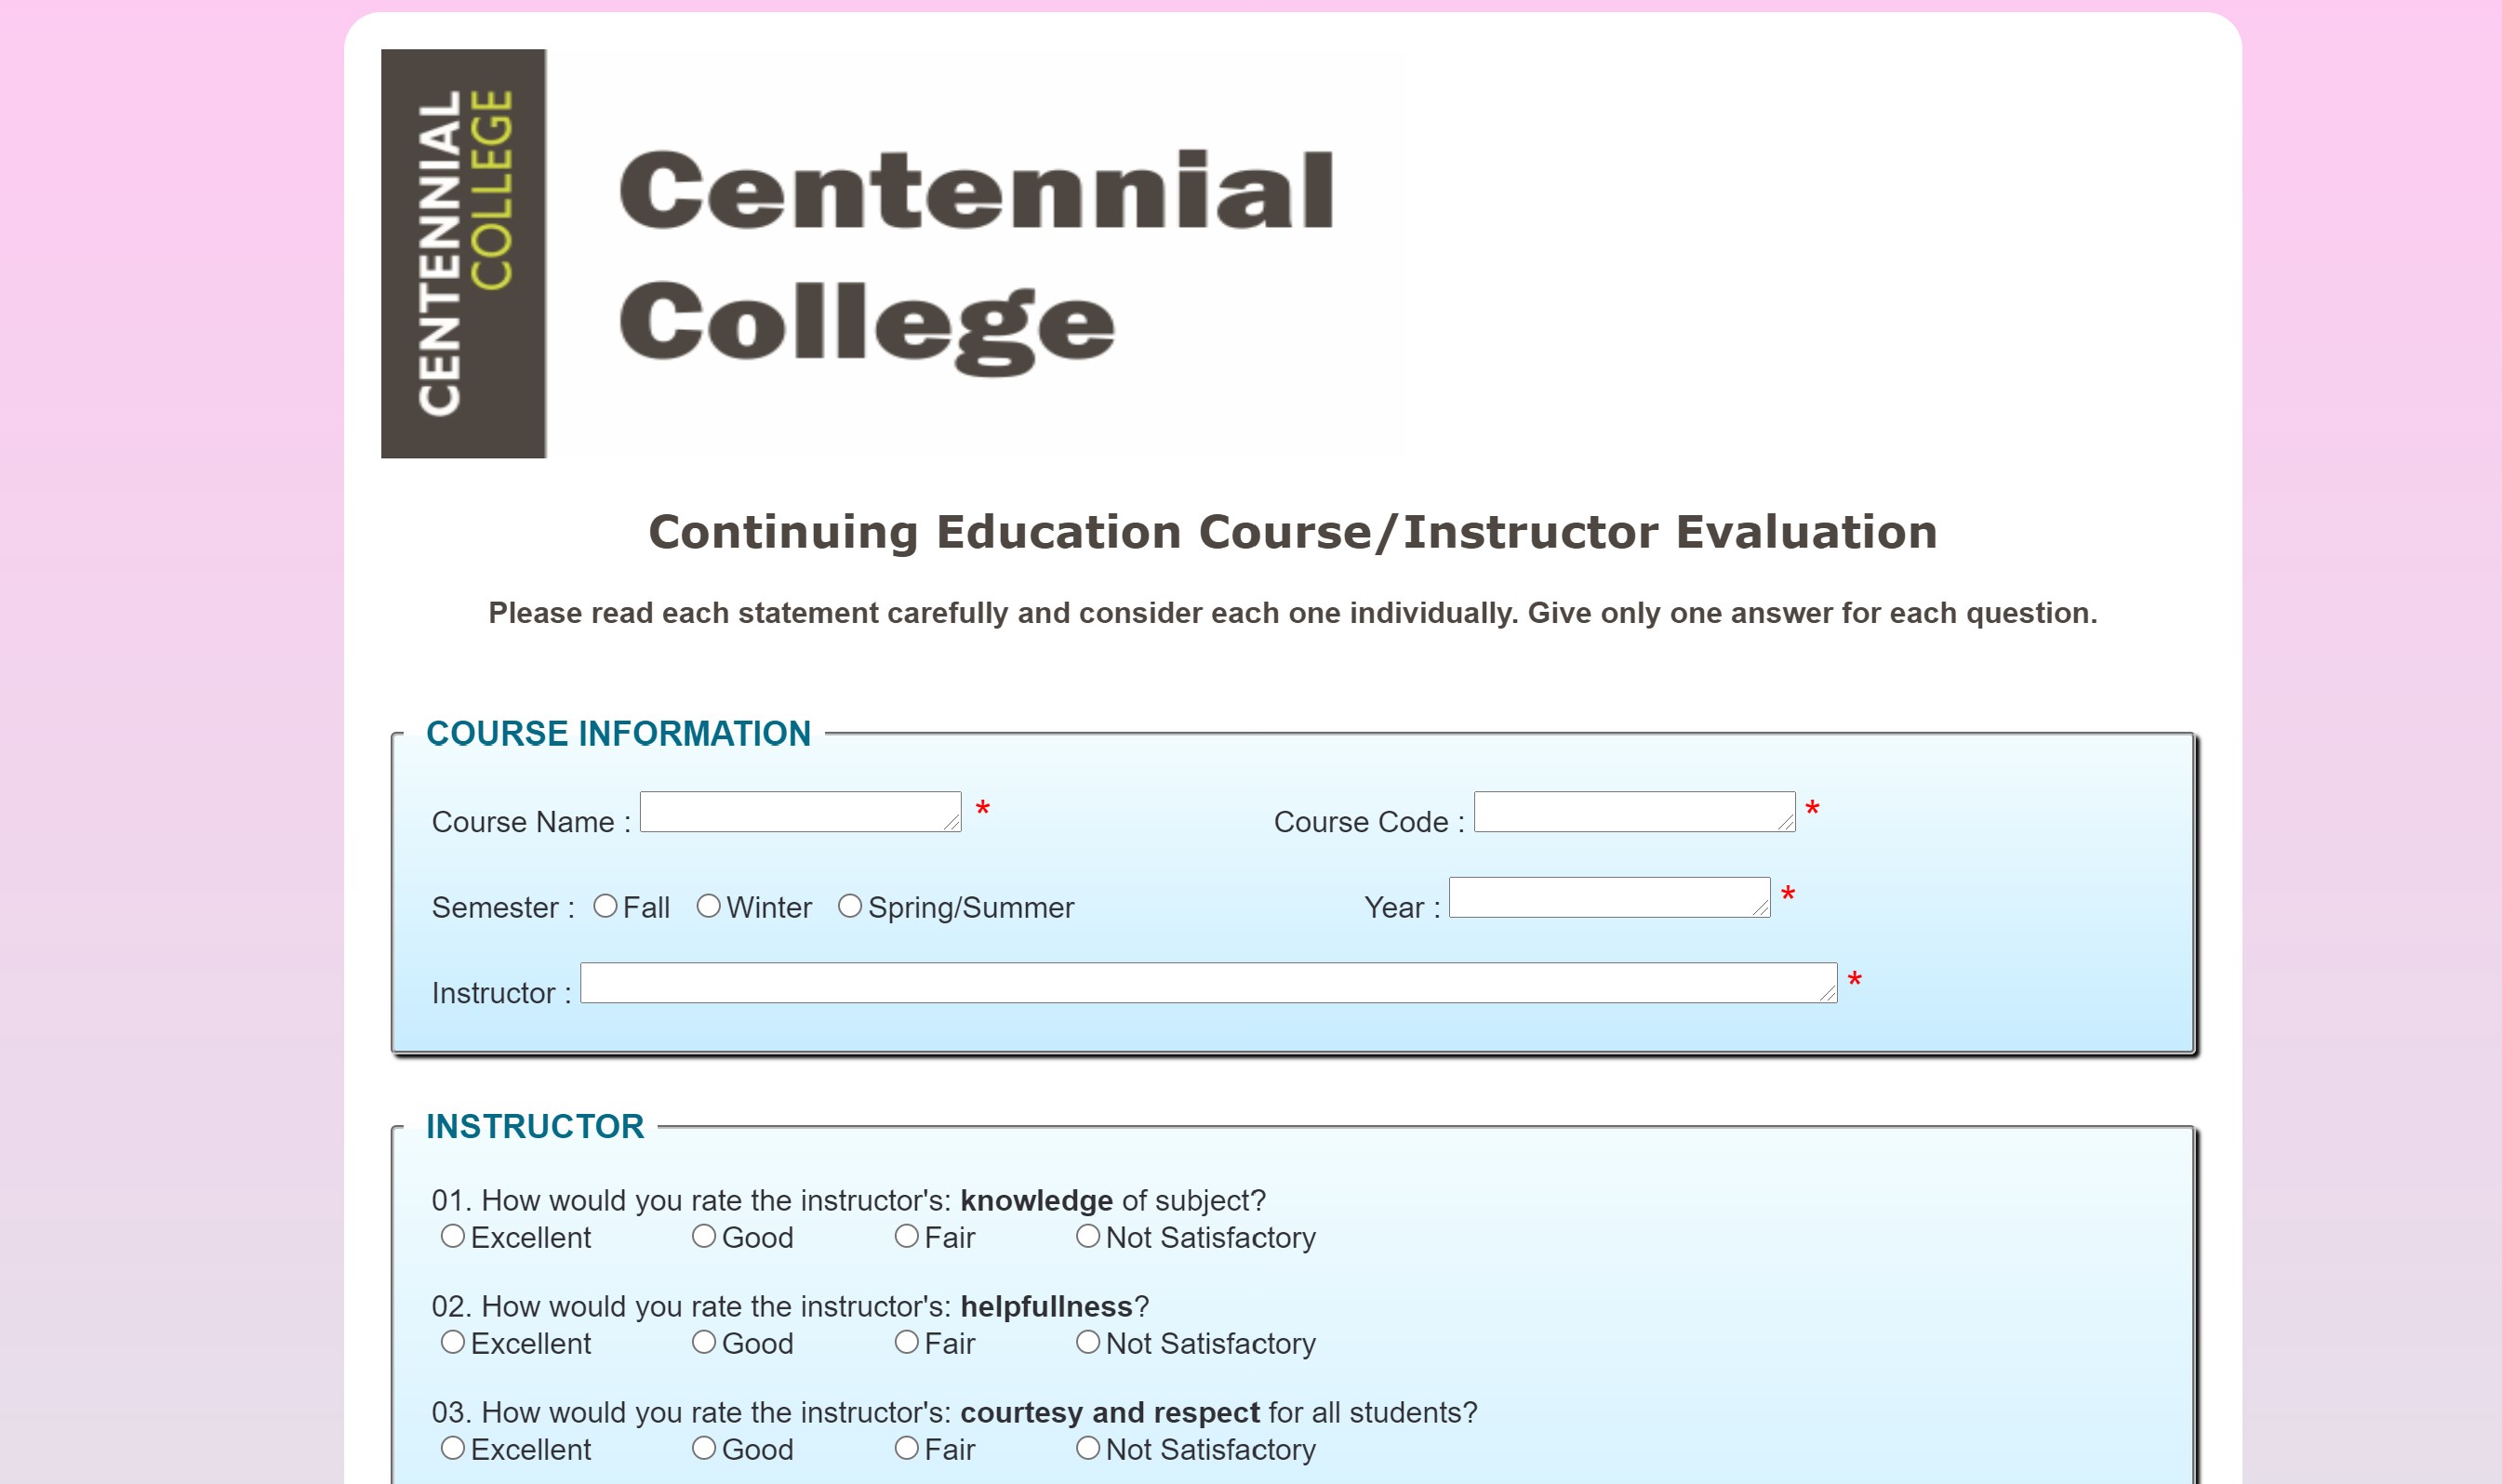 CENTENNIAL
COLLEGE
Centennial
College
Continuing Education Course/Instructor Evaluation
Please read each statement carefully and consider each one individually. Give only one answer for each question.
COURSE INFORMATION
Course Name : * Course Code : *
Semester : Fall Winter Spring/Summer Year : *
Instructor : *
INSTRUCTOR
01. How would you rate the instructor's: knowledge of subject?
Excellent Good Fair Not Satisfactory
02. How would you rate the instructor's: helpfullness?
Excellent Good Fair Not Satisfactory
03. How would you rate the instructor's: courtesy and respect for all students?
Excellent Good Fair Not Satisfactory